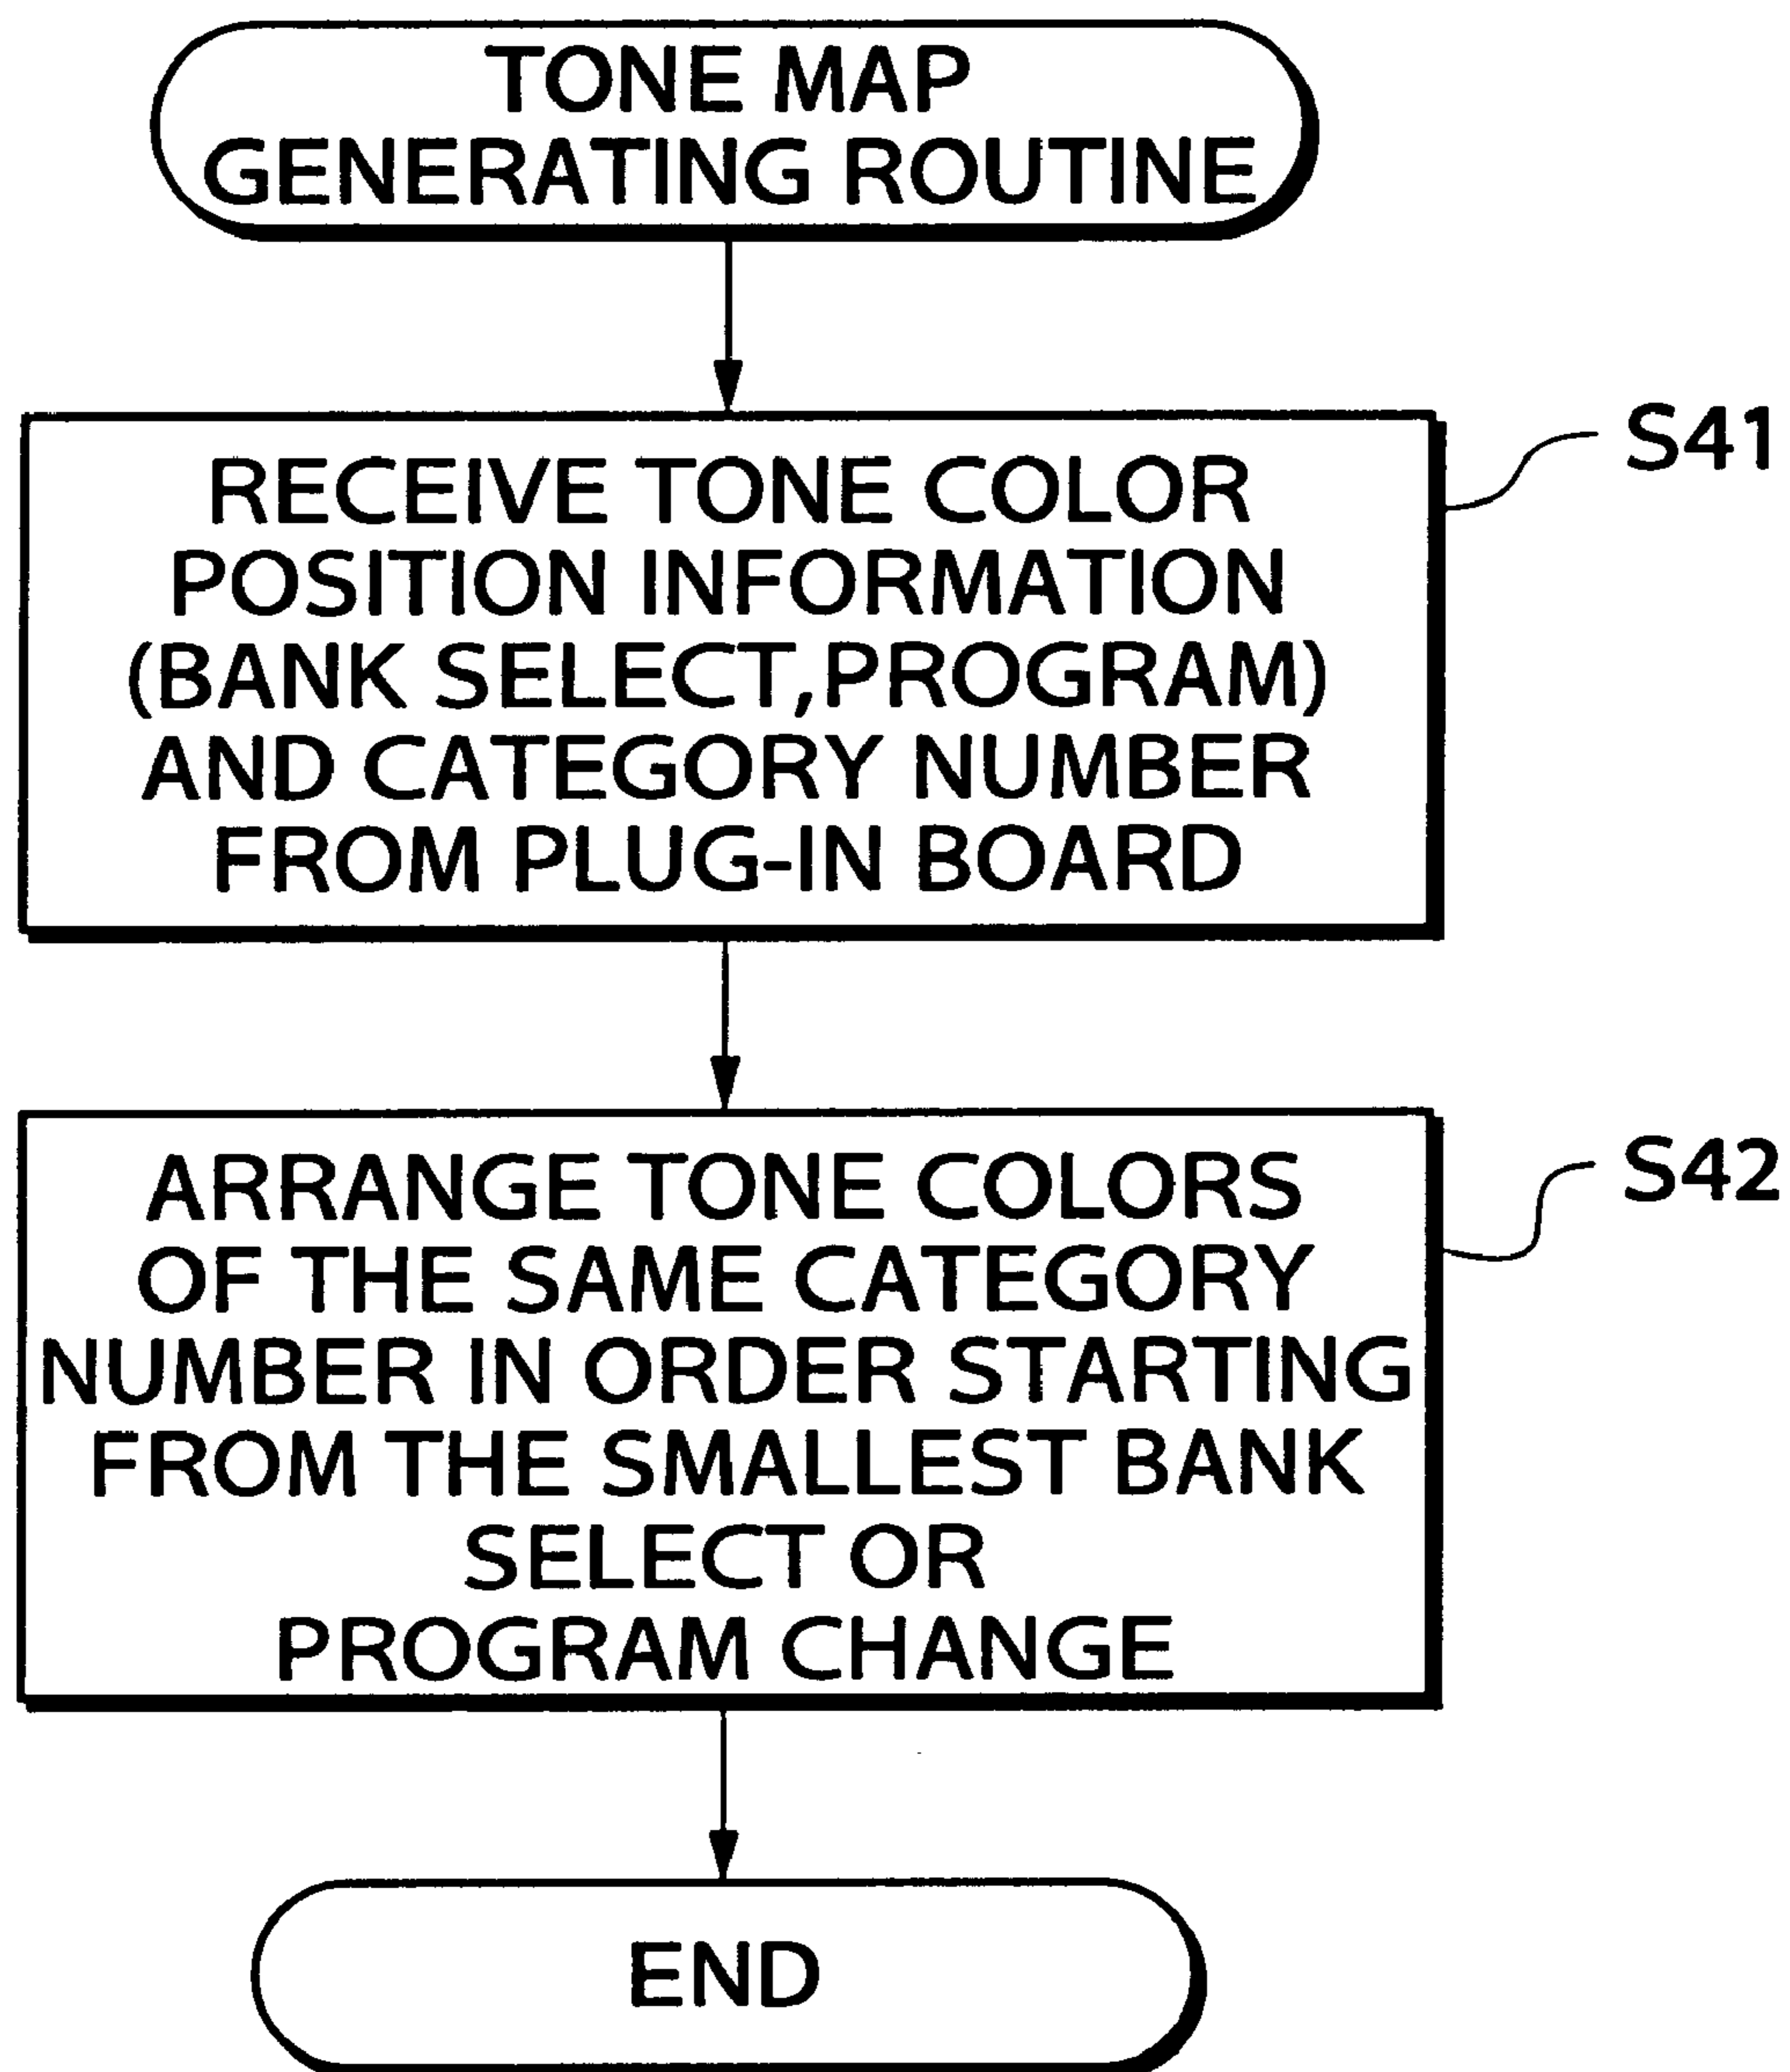 TONE MAP
GENERATING ROUTINE
S41
RECEIVE TONE COLOR
POSITION INFORMATION
(BANK SELECT,PROGRAM)
AND CATEGORY NUMBER
FROM PLUG-IN BOARD
S42
ARRANGE TONE COLORS
OF THE SAME CATEGORY
NUMBER IN ORDER STARTING
FROM THE SMALLEST BANK
SELECT OR
PROGRAM CHANGE
END